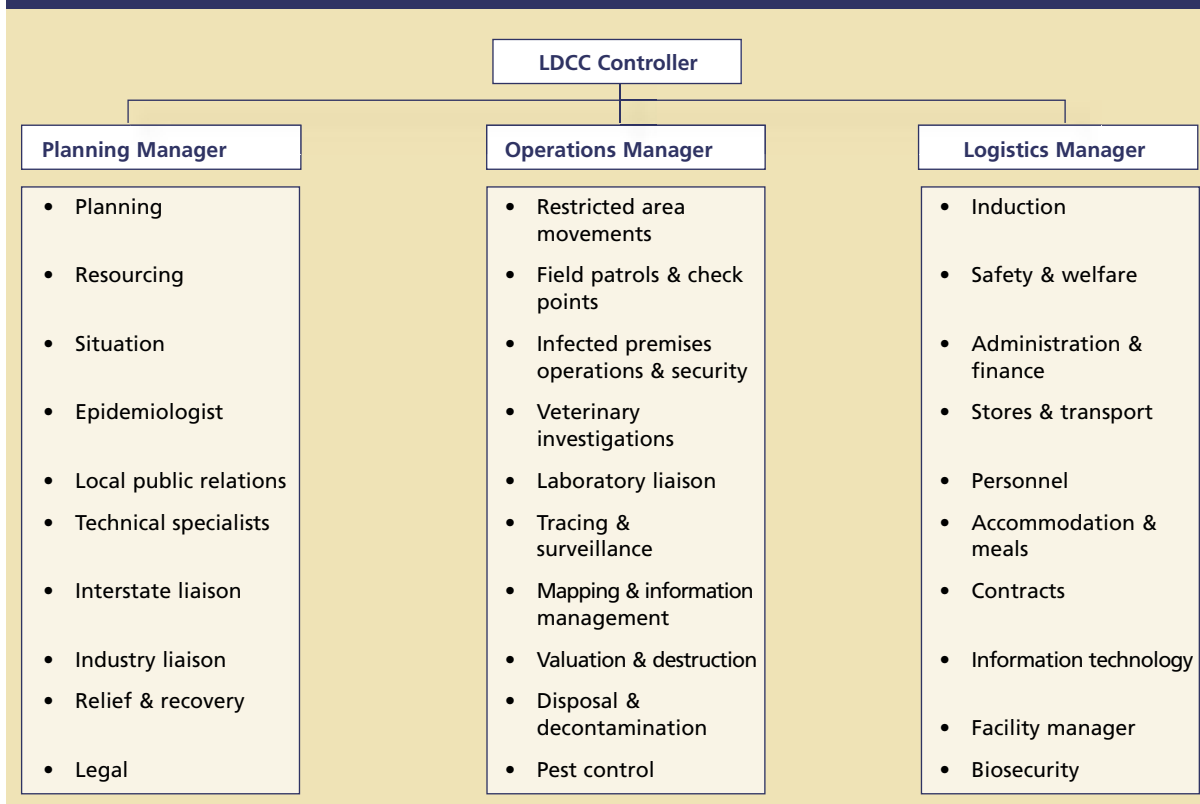 LDCC Controller
Planning Manager
• Planning
• Resourcing
• Situation
• Epidemiologist
• Local public relations
• Technical specialists
• Interstate liaison
• Industry liaison
• Relief & recovery
• Legal
Operations Manager
• Restricted area
movements
• Field patrols & check
points
• Infected premises
operations & security
• Veterinary
investigations
• Laboratory liaison
• Tracing &
surveillance
• Mapping & information
management
• Valuation & destruction
• Disposal &
decontamination
• Pest control
Logistics Manager
• Induction
• Safety & welfare
• Administration &
finance
• Stores & transport
• Personnel
• Accommodation &
meals
• Contracts
• Information technology
• Facility manager
• Biosecurity